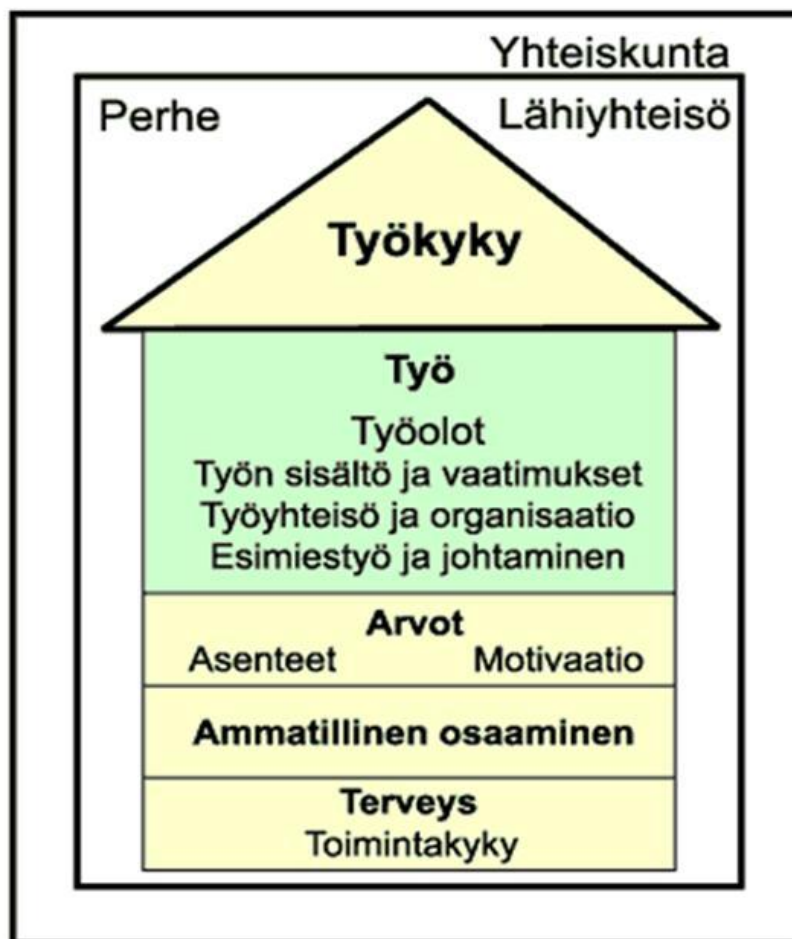 Yhteiskunta
Perhe Lähiyhteisö
Työkyky
Työ
Työolot
Työn sisältö ja vaatimukset
Työyhteisö ja organisaatio
Esimiestyö ja johtaminen
Arvot
Asenteet Motivaatio
Ammatillinen osaaminen
Terveys
Toimintakyky